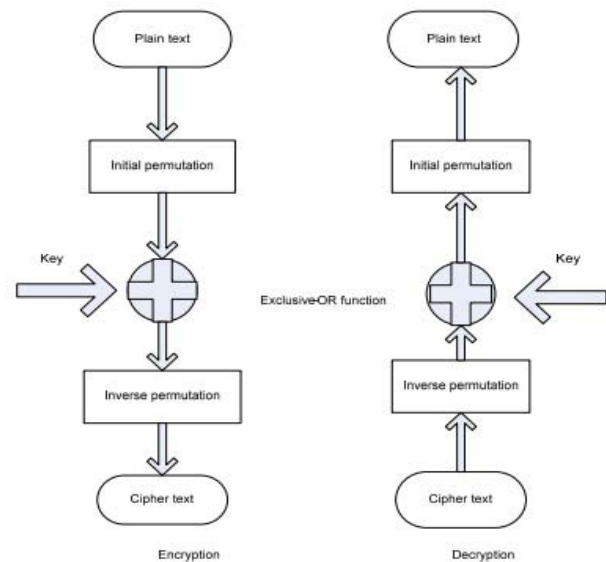 Plain text
Plain text
Initial permutation
Initial permutation
Key
Key
Exclusive-OR function
Inverse permutation
Inverse permutation
Cipher text
Cipher text
Encryption
Decryption